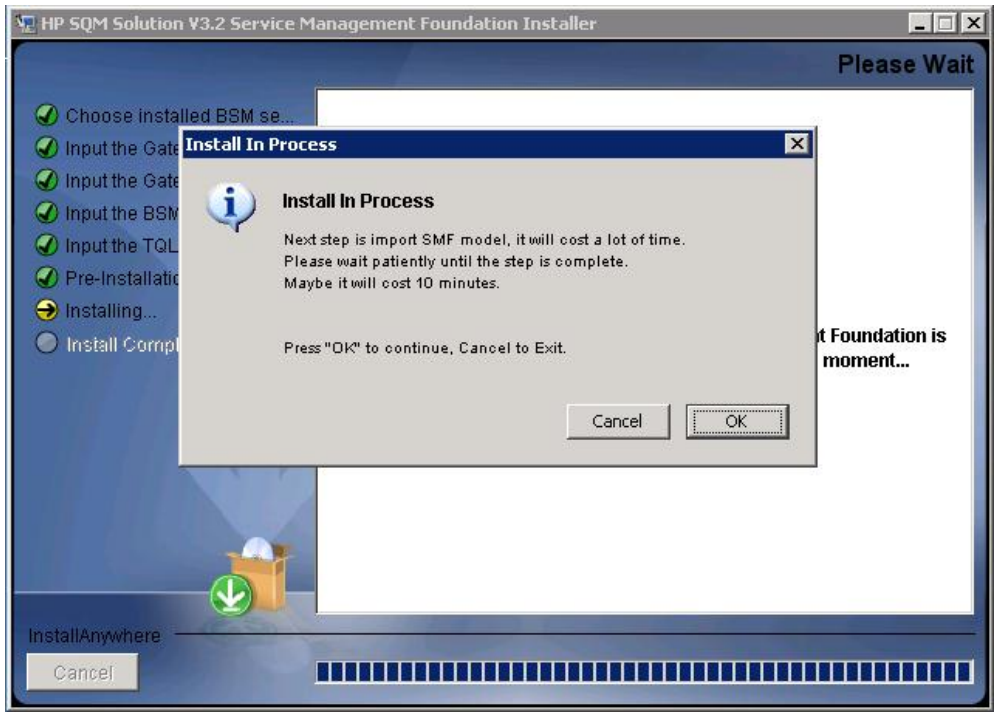 HP SQM Solution V3.2 Service Management Foundation Installer
Please Wait
Choose installed BSM se...
Input the Gate
Input the Gate
Input the BSM
Input the TQL
Pre-Installatio
Installing...
Install Compl
Install In Process
Install In Process
Next step is import SMF model, it will cost a lot of time.
Please wait patiently until the step is complete.
Maybe it will cost 10 minutes.
Press "OK" to continue, Cancel to Exit.
Cancel
OK
t Foundation is
moment...
InstallAnywhere
Cancel